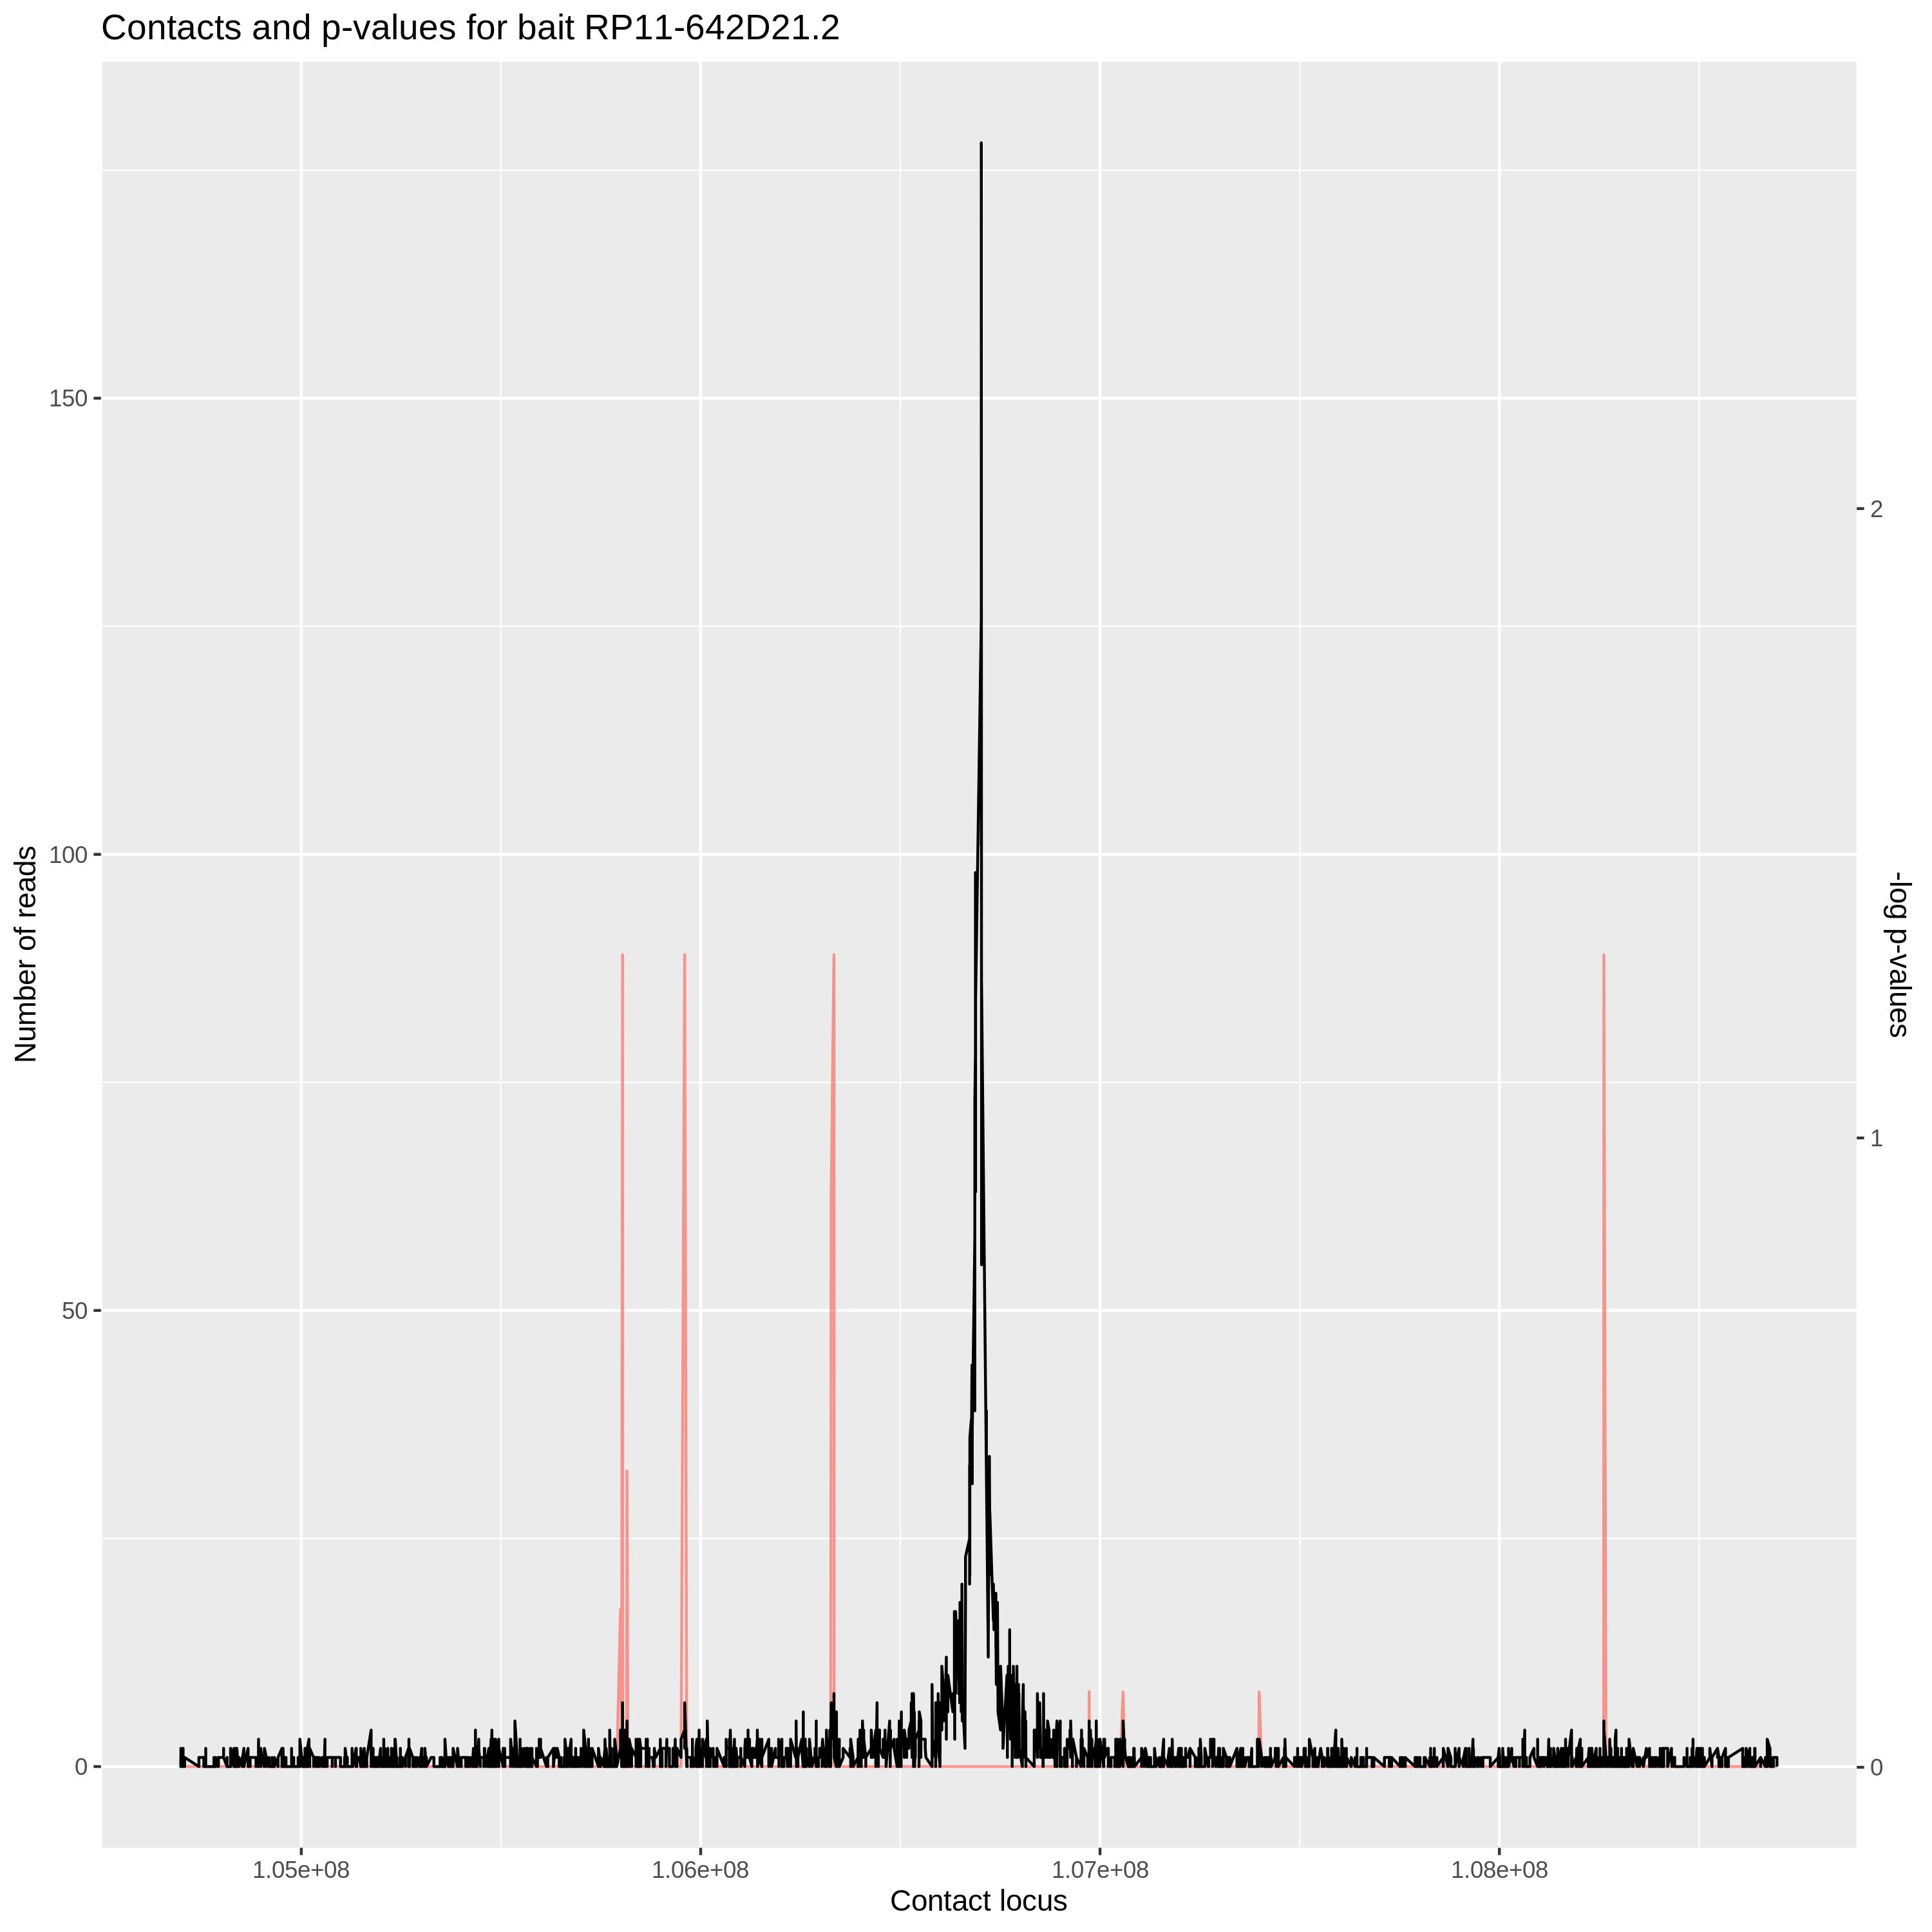 Contacts and p-values for bait RP11-642D21.2
150
100
50
0
Number of reads
2
1
0
-log p-values
1.05e+08
1.06e+08
1.07e+08
1.08e+08
Contact locus